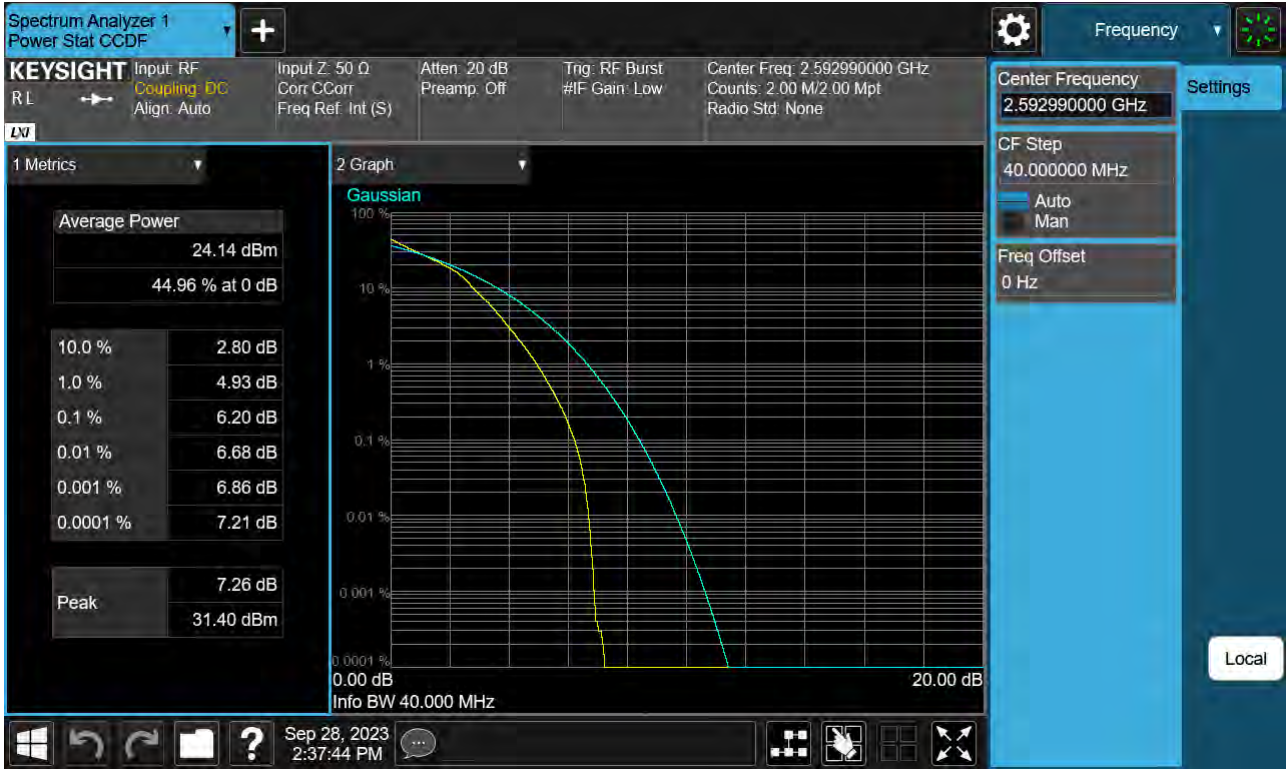 Spectrum Analyzer 1
Power Stat CCDF
+
Frequency
KEYSIGHT
R L
LXI
Input: RF
Coupling: DC
Align: Auto
Input Z: 50 Ω
Corr CCorr
Freq Ref: Int (S)
Atten: 20 dB
Preamp: Off
Trig: RF Burst
#IF Gain: Low
Center Freq: 2.592990000 GHz
Counts: 2.00 M/2.00 Mpt
Radio Std: None
Center Frequency
2.592990000 GHz
Settings
CF Step
40.000000 MHz
Auto
Man
Freq Offset
0 Hz
1 Metrics
Average Power
24.14 dBm
44.96 % at 0 dB
10.0 % 2.80 dB
1.0 % 4.93 dB
0.1 % 6.20 dB
0.01 % 6.68 dB
0.001 % 6.86 dB
0.0001 % 7.21 dB
Peak
7.26 dB
31.40 dBm
2 Graph
Gaussian
100 %
10 %
1 %
0.1 %
0.01 %
0.001 %
0.0001 %
0.00 dB 20.00 dB
Info BW 40.000 MHz
Local
?
Sep 28, 2023
2:37:44 PM